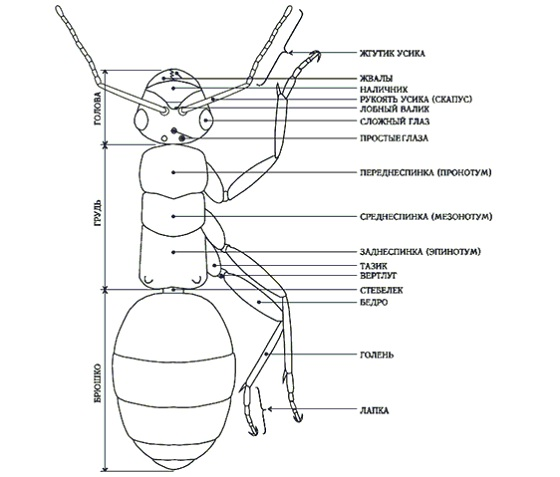 ЖГУТИК УСИКА
ЖВАЛЫ
НАЛИЧНИК
РУКОЯТЬ УСИКА (СКАПУС)
ЛОБНЫЙ ВАЛИК
СЛОЖНЫЙ ГЛАЗ
ПРОСТЫЕ ГЛАЗА
ПЕРЕДНЕСПИНКА (ПРОНОТУМ)
СРЕДНЕСПИНКА (МЕЗОНОТУМ)
ЗАДНЕСПИНКА (ЭПИНОТУМ)
ТАЗИК
ВЕРТЛУГ
СТЕБЕЛЕК
БЕДРО
ГОЛЕНЬ
ЛАПКА
ГОЛОВА
ГРУДЬ
БРЮШКО